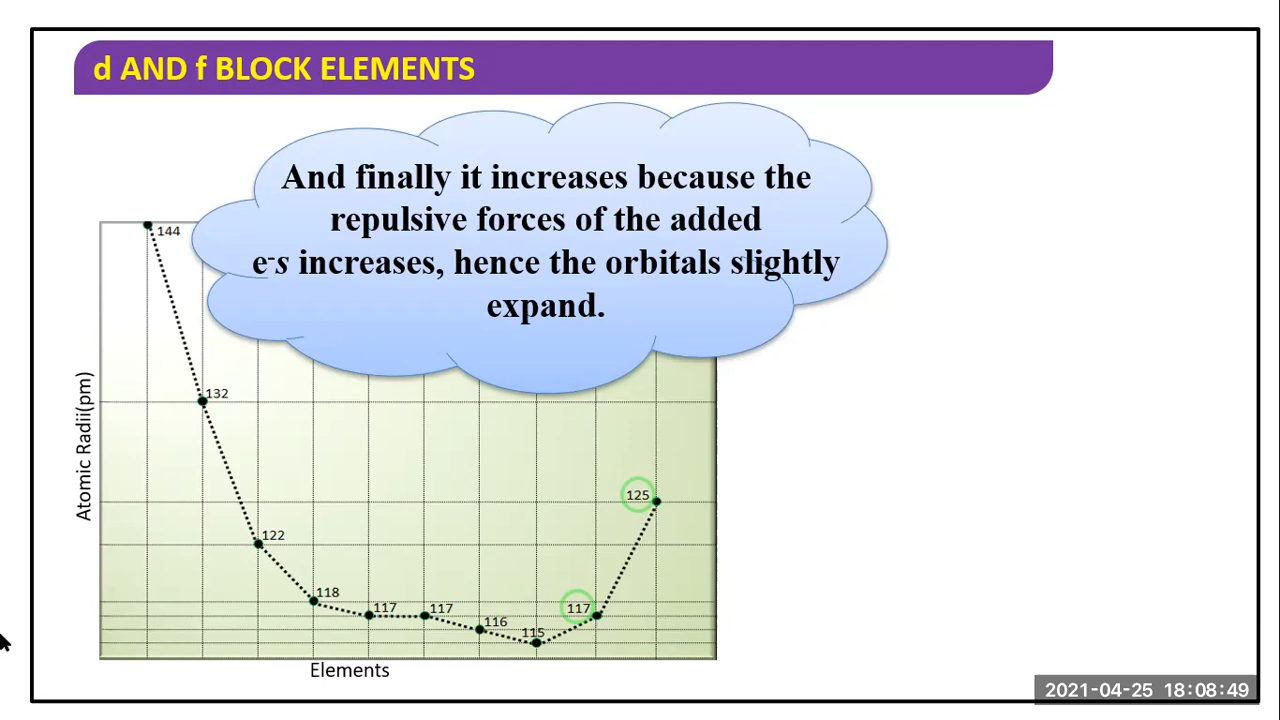 d AND f BLOCK ELEMENTS
And finally it increases because the
repulsive forces of the added
e⁻s increases, hence the orbitals slightly
expand.
144
132
125
122
118
117
117
117
116
115
Atomic Radii(pm)
Elements
2021-04-25 18:08:49